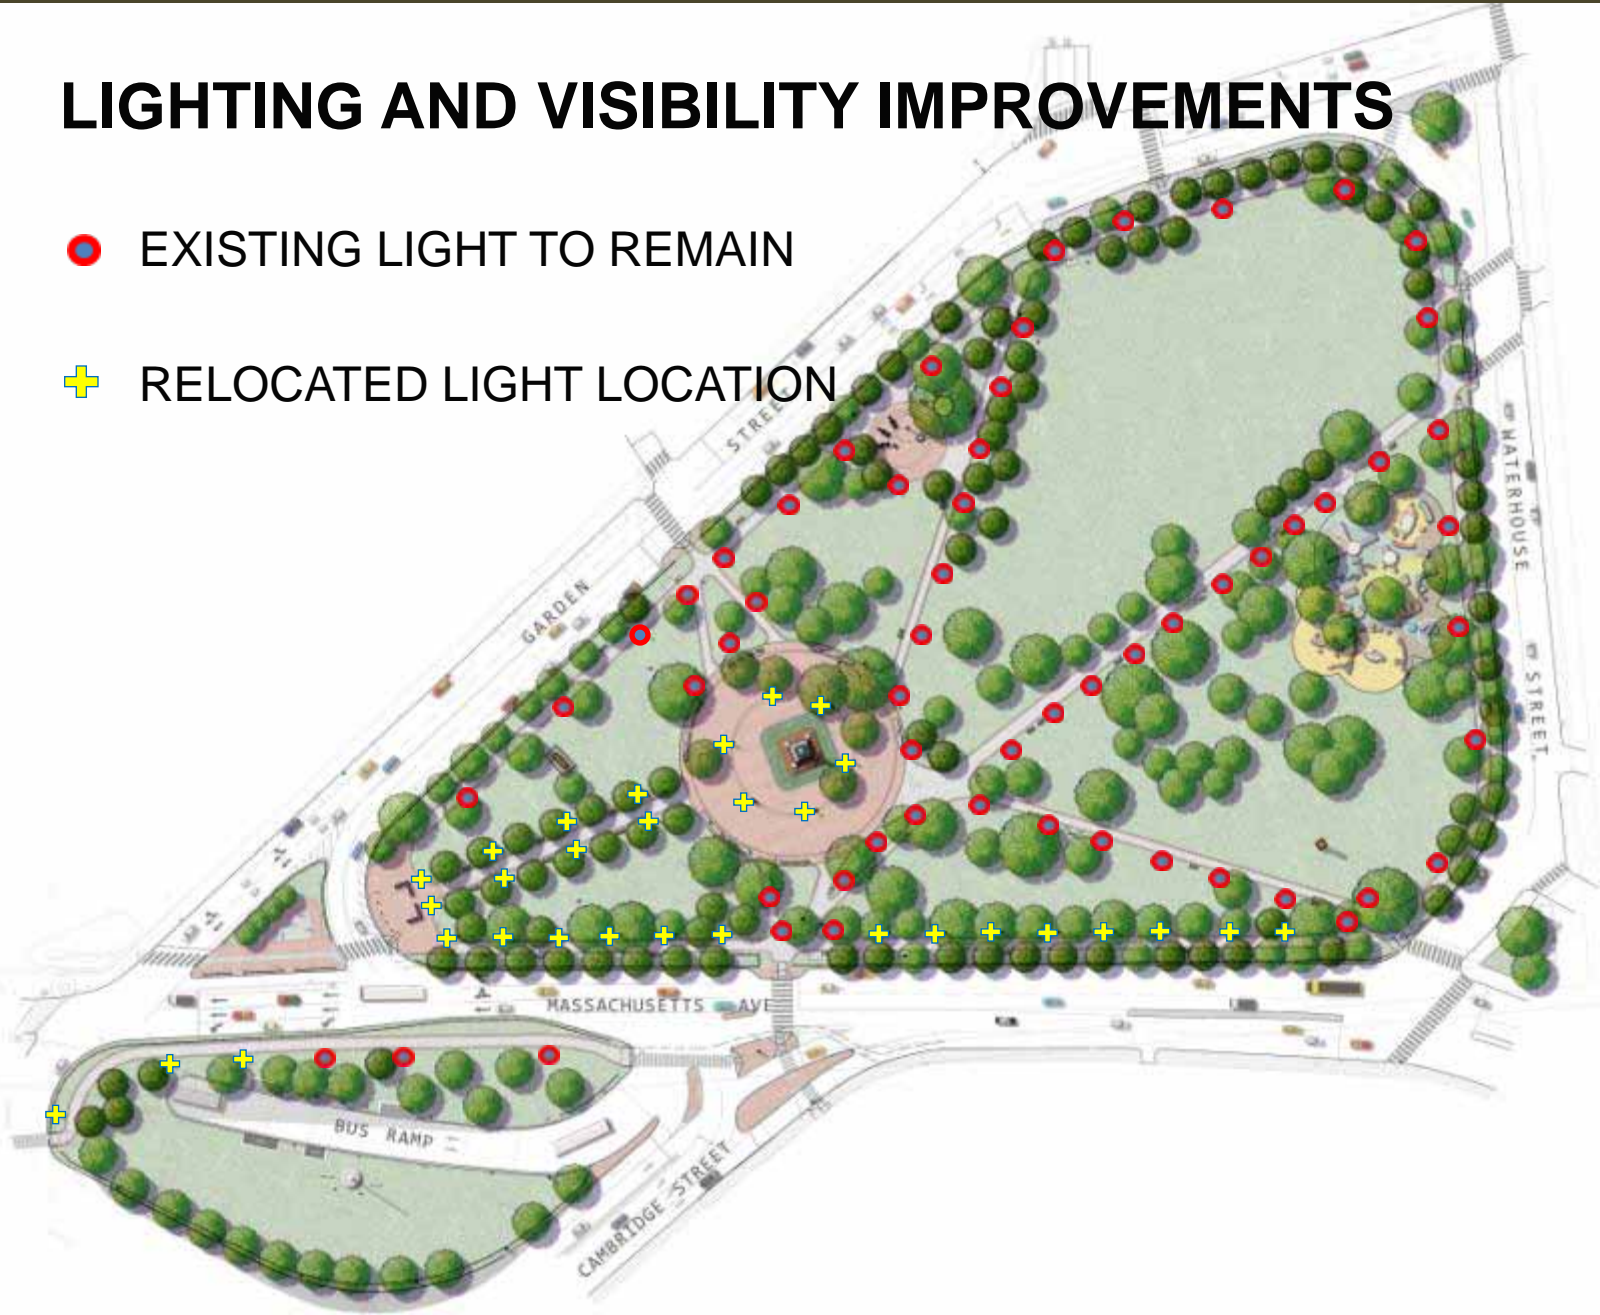 LIGHTING AND VISIBILITY IMPROVEMENTS
EXISTING LIGHT TO REMAIN
RELOCATED LIGHT LOCATION
GARDEN
STREET
WATERHOUSE
STREET
MASSACHUSETTS AVE
BUS RAMP
CAMBRIDGE STREET